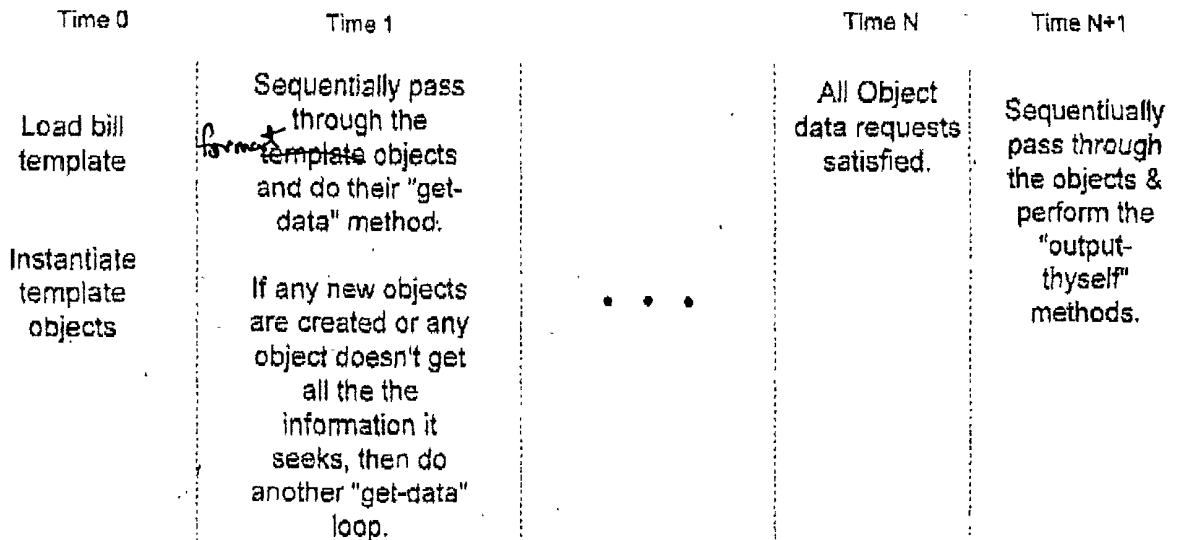 Time 0
Time 1
Time N
Time N+1
Load bill
template
Instantiate
template
objects
Sequentially pass
through the
format
template objects
and do their "get-
data" method.
If any new objects
are created or any
object doesn't get
all the the
information it
seeks, then do
another "get-data"
loop.
• • •
All Object
data requests
satisfied.
Sequentiually
pass through
the objects &
perform the
"output-
thyself"
methods.